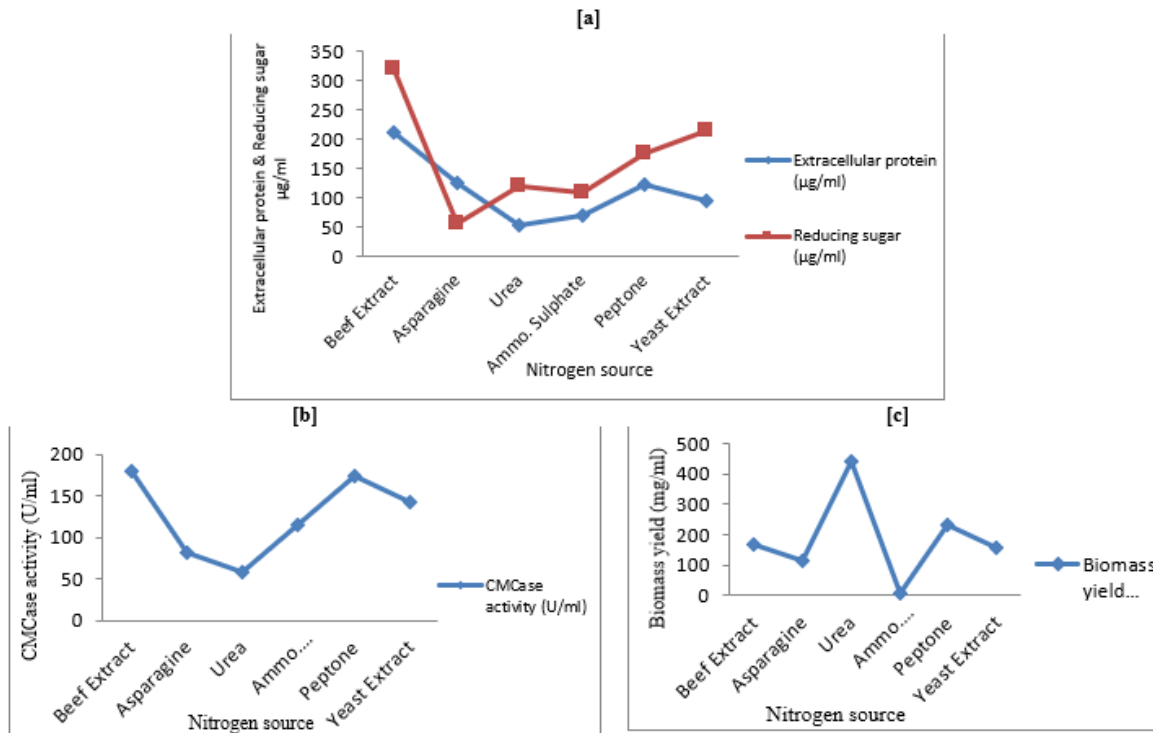 [a]
Extracellular protein & Reducing sugar
µg/ml
350
300
250
200
150
100
50
0
Beef Extract
Asparagine
Urea
Ammo. Sulphate
Peptone
Yeast Extract
Nitrogen source
Extracellular protein
(µg/ml)
Reducing sugar
(µg/ml)
[b]
CMCase activity (U/ml)
200
150
100
50
0
Beef Extract
Asparagine
Urea
Ammo....
Peptone
Yeast Extract
Nitrogen source
CMCase
activity (U/ml)
[c]
Biomass yield (mg/ml)
500
400
300
200
100
0
Beef Extract
Asparagine
Urea
Ammo....
Peptone
Yeast Extract
Nitrogen source
Biomass
yield...